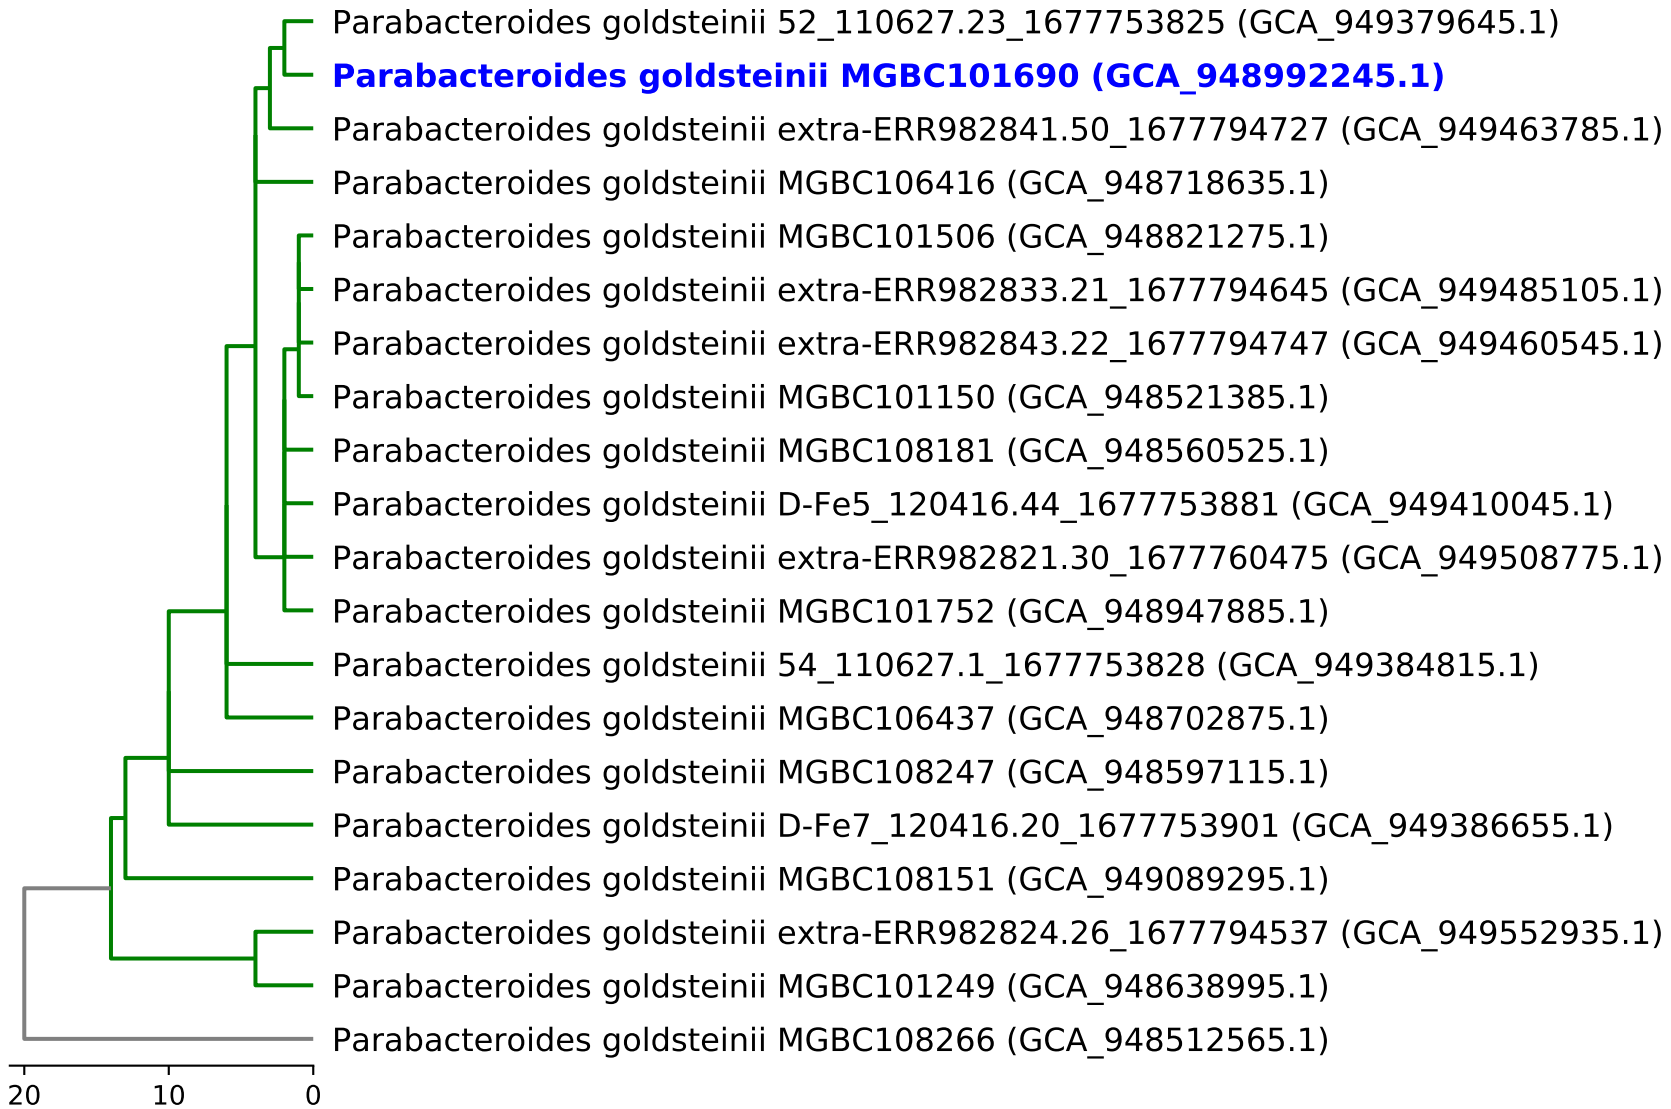 Parabacteroides goldsteinii 52_110627.23_1677753825 (GCA_949379645.1)
Parabacteroides goldsteinii MGBC101690 (GCA_948992245.1)
Parabacteroides goldsteinii extra-ERR982841.50_1677794727 (GCA_949463785.1)
Parabacteroides goldsteinii MGBC106416 (GCA_948718635.1)
Parabacteroides goldsteinii MGBC101506 (GCA_948821275.1)
Parabacteroides goldsteinii extra-ERR982833.21_1677794645 (GCA_949485105.1)
Parabacteroides goldsteinii extra-ERR982843.22_1677794747 (GCA_949460545.1)
Parabacteroides goldsteinii MGBC101150 (GCA_948521385.1)
Parabacteroides goldsteinii MGBC108181 (GCA_948560525.1)
Parabacteroides goldsteinii D-Fe5_120416.44_1677753881 (GCA_949410045.1)
Parabacteroides goldsteinii extra-ERR982821.30_1677760475 (GCA_949508775.1)
Parabacteroides goldsteinii MGBC101752 (GCA_948947885.1)
Parabacteroides goldsteinii 54_110627.1_1677753828 (GCA_949384815.1)
Parabacteroides goldsteinii MGBC106437 (GCA_948702875.1)
Parabacteroides goldsteinii MGBC108247 (GCA_948597115.1)
Parabacteroides goldsteinii D-Fe7_120416.20_1677753901 (GCA_949386655.1)
Parabacteroides goldsteinii MGBC108151 (GCA_949089295.1)
Parabacteroides goldsteinii extra-ERR982824.26_1677794537 (GCA_949552935.1)
Parabacteroides goldsteinii MGBC101249 (GCA_948638995.1)
Parabacteroides goldsteinii MGBC108266 (GCA_948512565.1)
20 10 0